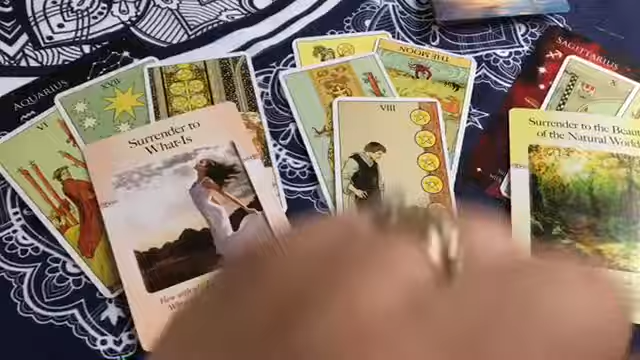 AQUARIUS
XVII
VI
Surrender to
What-Is
THE MOON
VIII
SAGITTARIUS
X
Surrender to the Beauty
of the Natural World